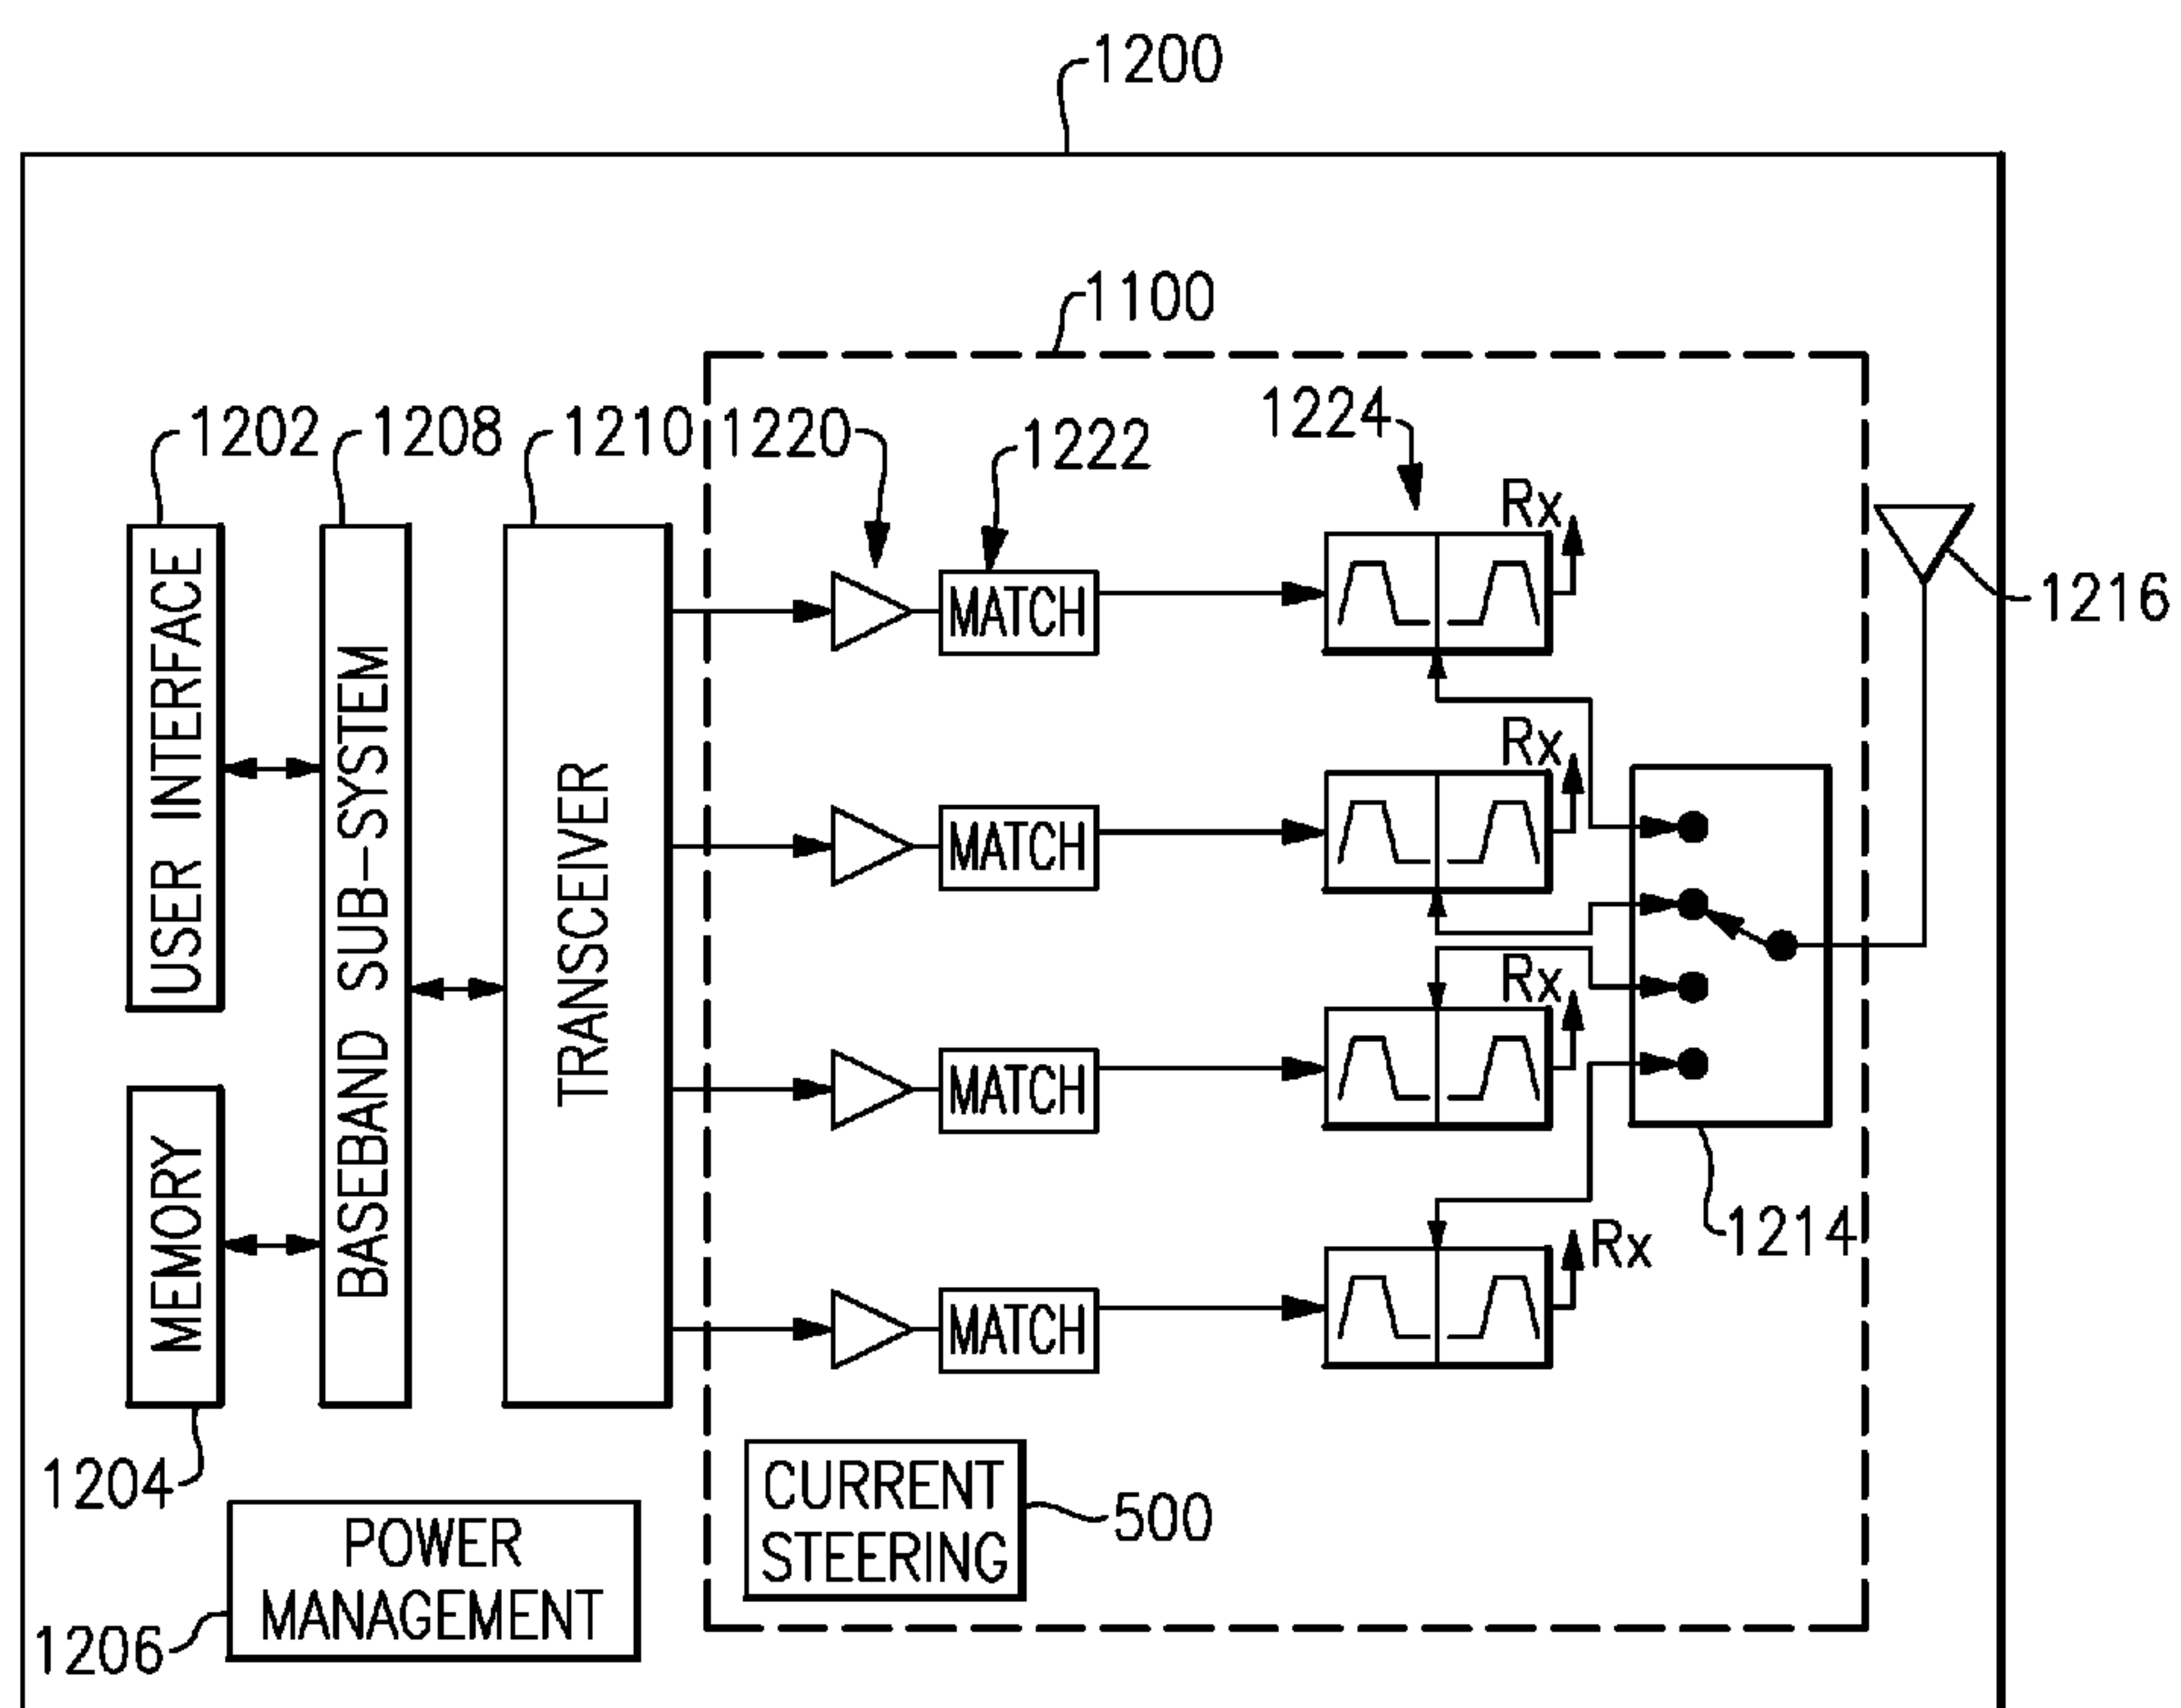 1200
1100
1202
1208
1210
1220
1222
1224
Rx
1216
USER INTERFACE
BASEBAND SUB-SYSTEM
TRANSCEIVER
MATCH
Rx
MATCH
Rx
MATCH
1214
Rx
MEMORY
MATCH
1204
CURRENT
STEERING
500
POWER
MANAGEMENT
1206